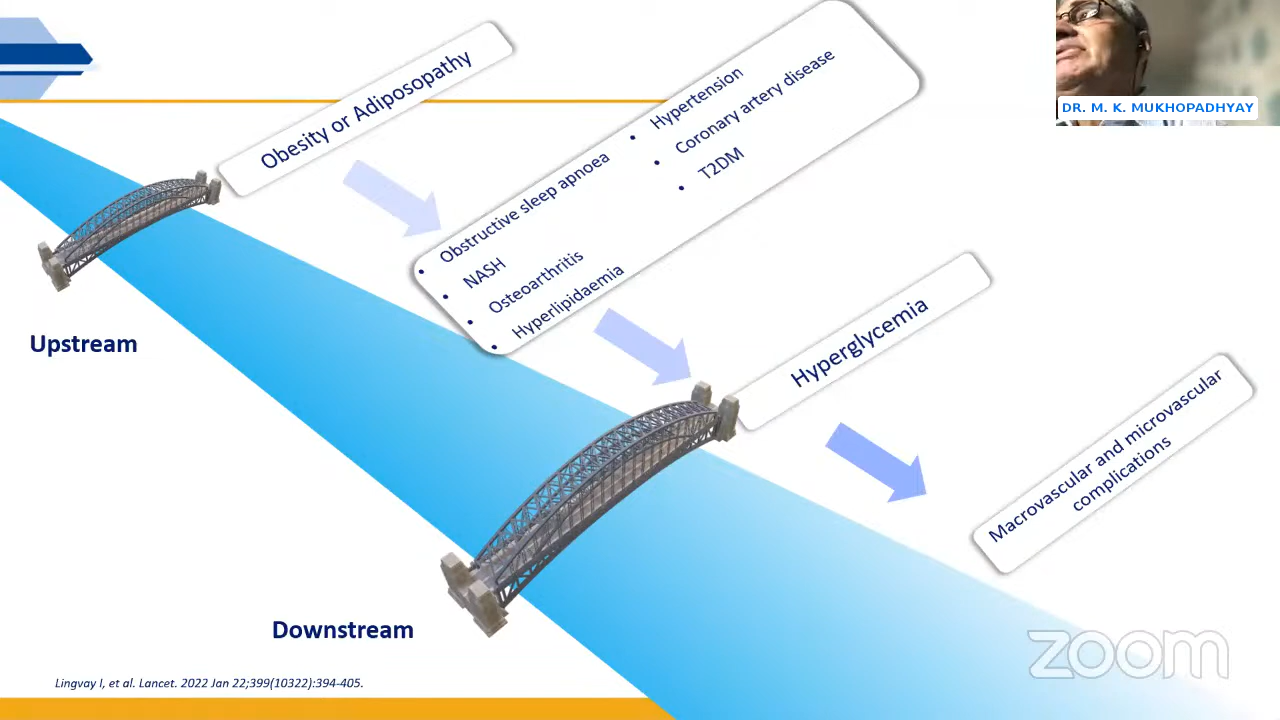 DR. M. K. MUKHOPADHYAY
Obesity or Adiposopathy
• Obstructive sleep apnoea
• NASH
• Osteoarthritis
• Hyperlipidaemia
• Hypertension
• Coronary artery disease
• T2DM
Upstream
Hyperglycemia
Macrovascular and microvascular
complications
Downstream
zoom
Lingvay I, et al. Lancet. 2022 Jan 22;399(10322):394-405.